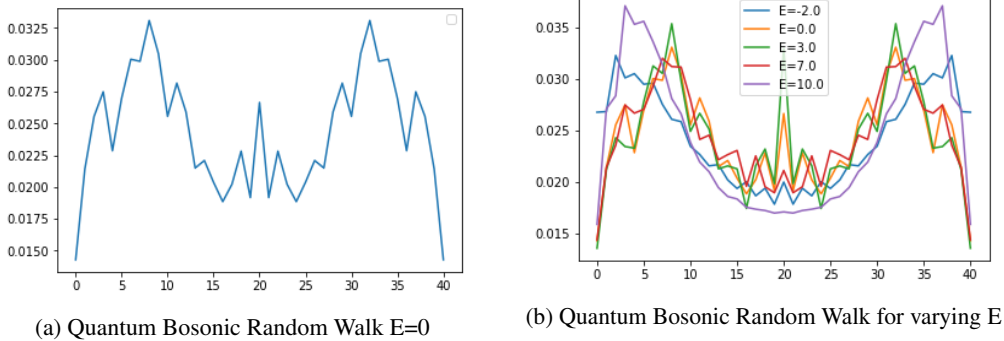 0.0325
0.0300
0.0275
0.0250
0.0225
0.0200
0.0175
0.0150
0 5 10 15 20 25 30 35 40
(a) Quantum Bosonic Random Walk E=0
E=-2.0
E=0.0
E=3.0
E=7.0
E=10.0
0.035
0.030
0.025
0.020
0.015
0 5 10 15 20 25 30 35 40
(b) Quantum Bosonic Random Walk for varying E